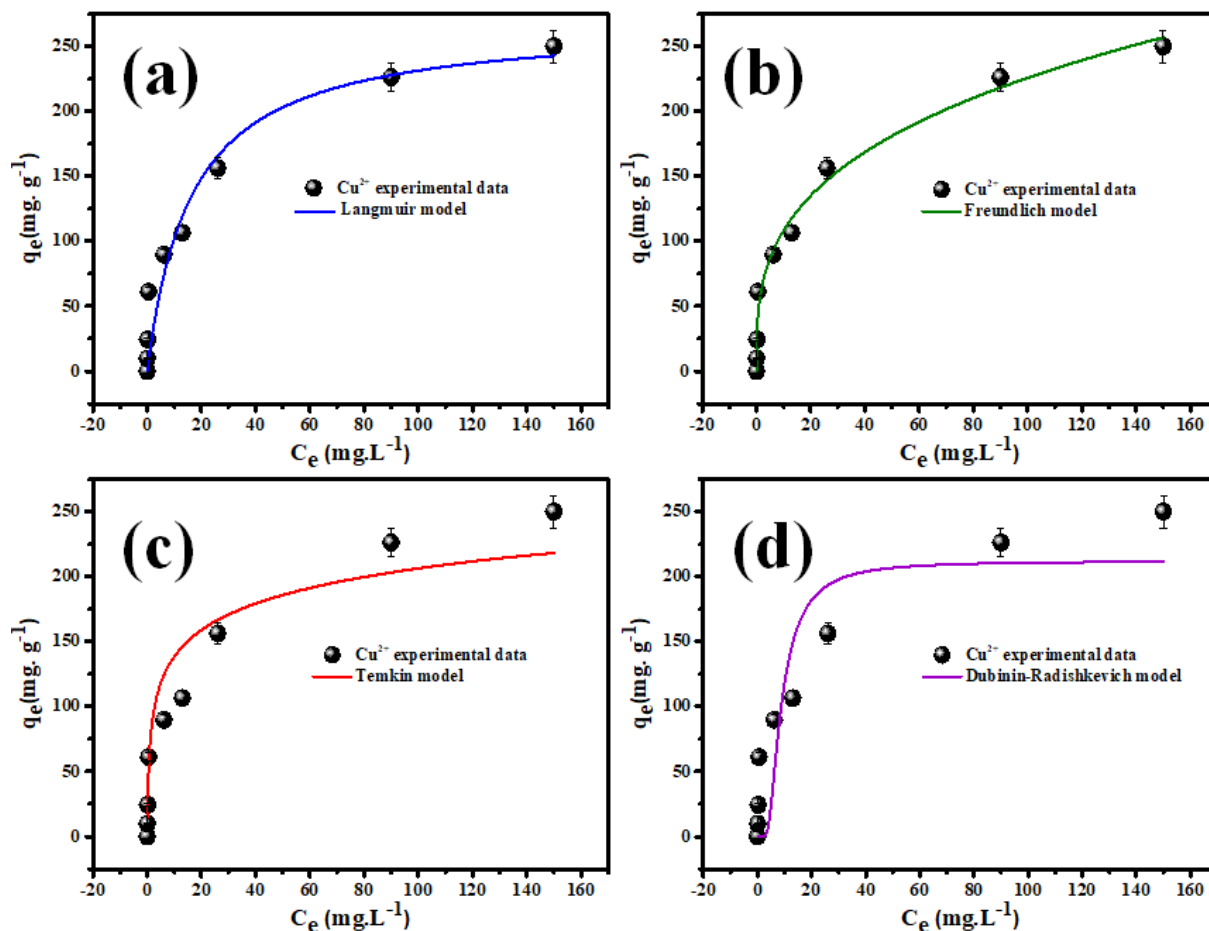 (a)
250
200
150
100
50
0
qe(mg. g-1)
Cu2+ experimental data
Langmuir model
-20 0 20 40 60 80 100 120 140 160
Ce (mg.L-1)
(b)
250
200
150
100
50
0
qe(mg. g-1)
Cu2+ experimental data
Freundlich model
-20 0 20 40 60 80 100 120 140 160
Ce (mg.L-1)
(c)
250
200
150
100
50
0
qe(mg. g-1)
Cu2+ experimental data
Temkin model
-20 0 20 40 60 80 100 120 140 160
Ce (mg.L-1)
(d)
250
200
150
100
50
0
qe(mg. g-1)
Cu2+ experimental data
Dubinin-Radishkevich model
-20 0 20 40 60 80 100 120 140 160
Ce (mg.L-1)